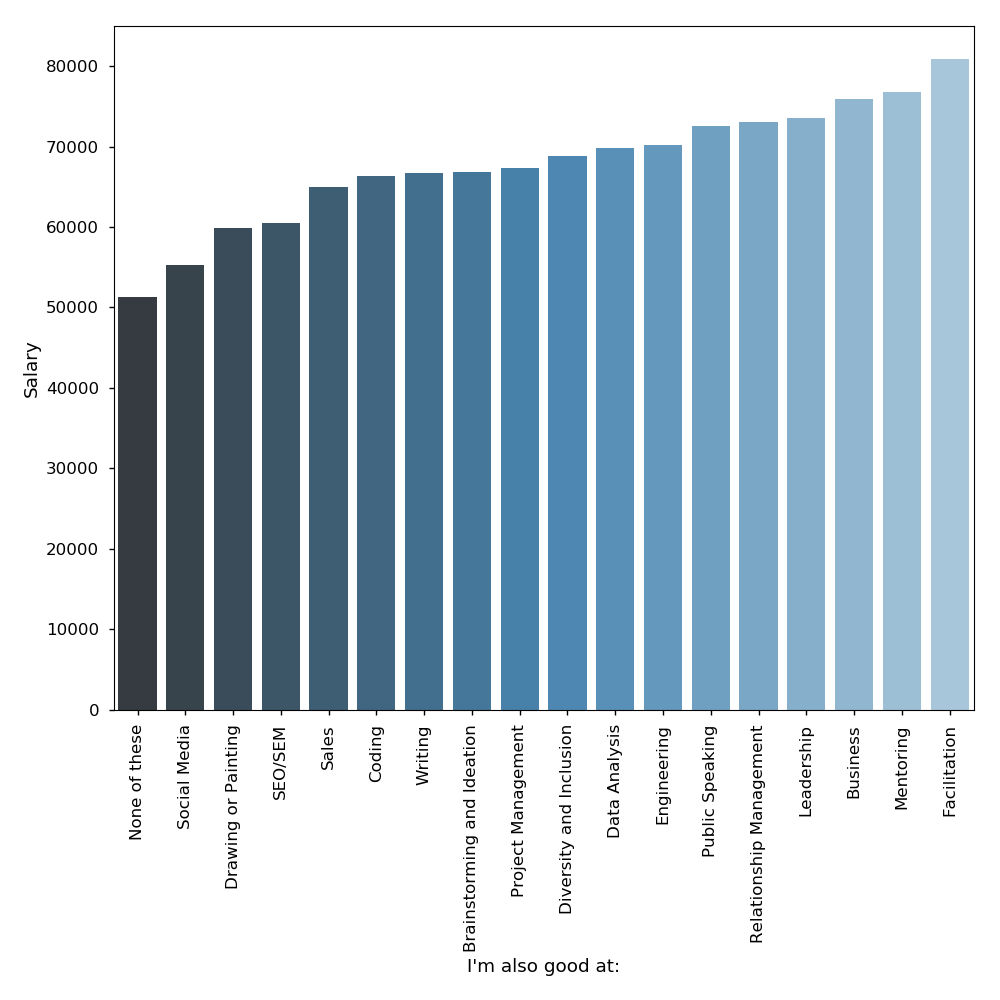 80000
70000
60000
50000
40000
30000
20000
10000
0
Salary
None of these
Social Media
Drawing or Painting
SEO/SEM
Sales
Coding
Writing
Brainstorming and Ideation
Project Management
Diversity and Inclusion
Data Analysis
Engineering
Public Speaking
Relationship Management
Leadership
Business
Mentoring
Facilitation
I'm also good at: